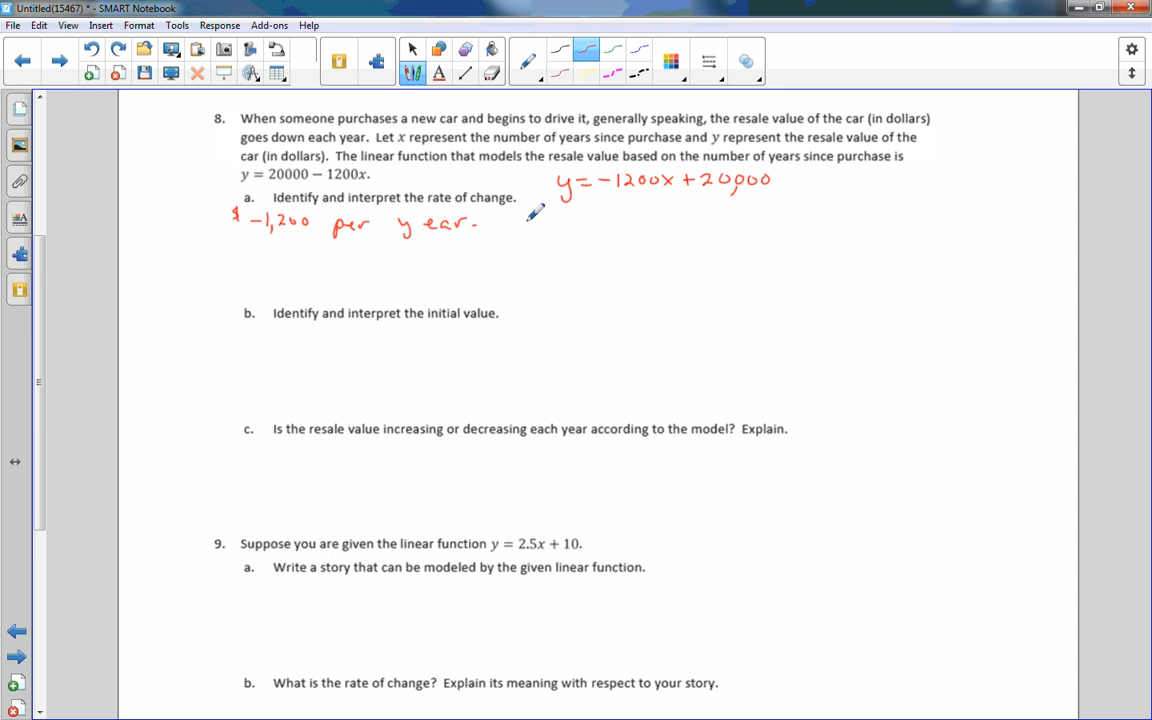 Untitled(15467) * - SMART Notebook
File Edit View Insert Format Tools Response Add-ons Help
8. When someone purchases a new car and begins to drive it, generally speaking, the resale value of the car (in dollars)
goes down each year. Let x represent the number of years since purchase and y represent the resale value of the
car (in dollars). The linear function that models the resale value based on the number of years since purchase is
y = 20000 − 1200x.
y = -1200x + 20,000
a. Identify and interpret the rate of change.
$ -1,200 per year.
b. Identify and interpret the initial value.
c. Is the resale value increasing or decreasing each year according to the model? Explain.
9. Suppose you are given the linear function y = 2.5x + 10.
a. Write a story that can be modeled by the given linear function.
b. What is the rate of change? Explain its meaning with respect to your story.